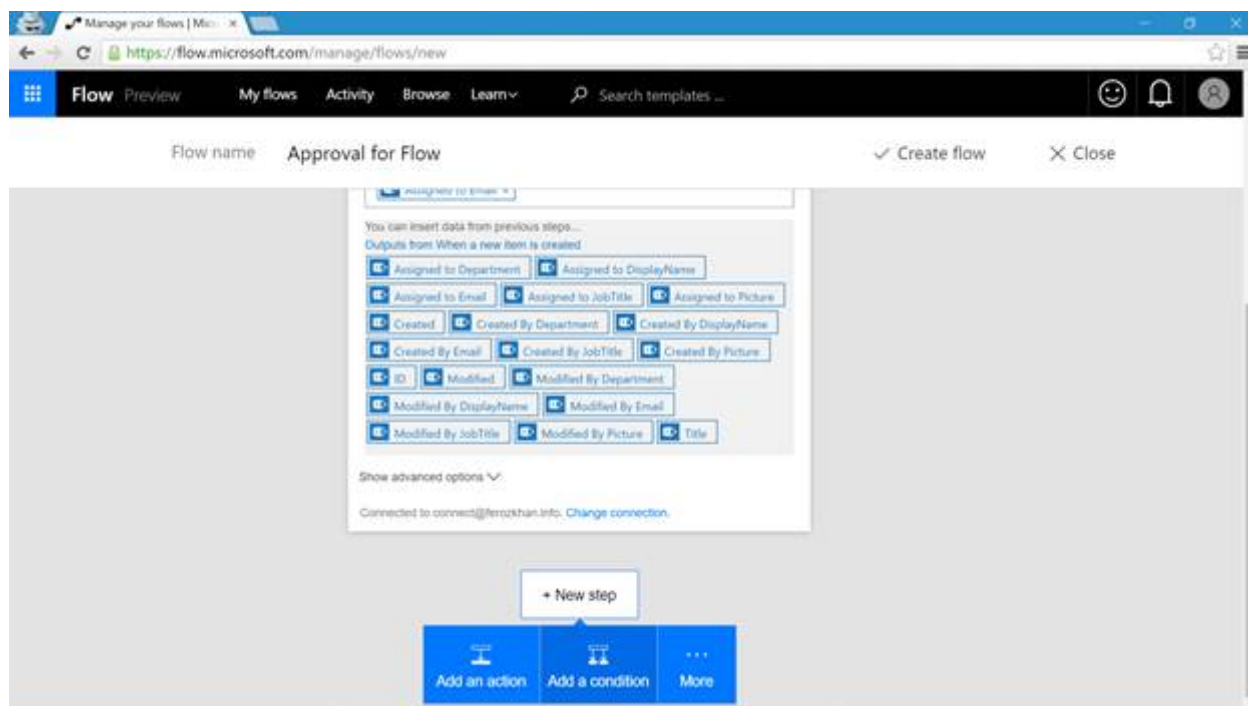 Manage your flows | Micr ×
https://flow.microsoft.com/manage/flows/new
Flow Preview My flows Activity Browse Learn Search templates ...
Flow name Approval for Flow Create flow Close
Assigned to Email ×
You can insert data from previous steps...
Outputs from When a new item is created
Assigned to Department Assigned to DisplayName
Assigned to Email Assigned to JobTitle Assigned to Picture
Created Created By Department Created By DisplayName
Created By Email Created By JobTitle Created By Picture
ID Modified Modified By Department
Modified By DisplayName Modified By Email
Modified By JobTitle Modified By Picture Title
Show advanced options
Connected to connect@ferozkhan.info. Change connection.
+ New step
Add an action Add a condition More